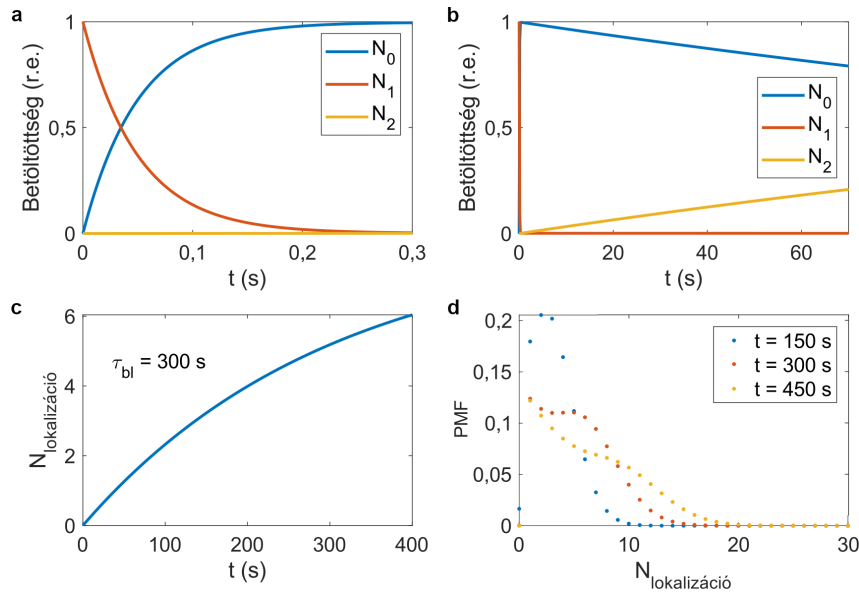 a
Betöltöttség (r.e.)
1
0,5
0
N0
N1
N2
0
0,1
0,2
0,3
t (s)
b
Betöltöttség (r.e.)
1
0,5
0
N0
N1
N2
0
20
40
60
t (s)
c
Nlokalizáció
6
4
2
0
τbl = 300 s
0
100
200
300
400
t (s)
d
PMF
0,2
0,15
0,1
0,05
0
t = 150 s
t = 300 s
t = 450 s
0
10
20
30
Nlokalizáció